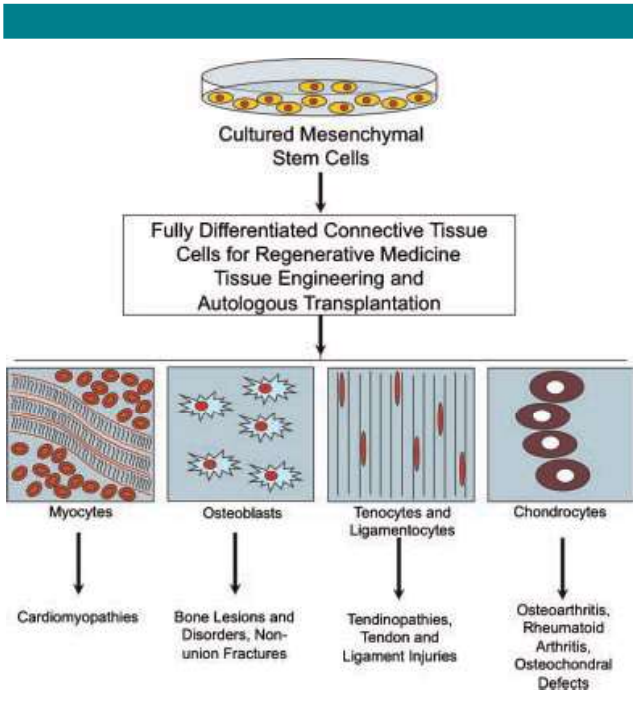 Cultured Mesenchymal
Stem Cells
Fully Differentiated Connective Tissue
Cells for Regenerative Medicine
Tissue Engineering and
Autologous Transplantation
Myocytes
Osteoblasts
Tenocytes and
Ligamentocytes
Chondrocytes
Cardiomyopathies
Bone Lesions and
Disorders, Non-
union Fractures
Tendinopathies,
Tendon and
Ligament Injuries
Osteoarthritis,
Rheumatoid
Arthritis,
Osteochondral
Defects